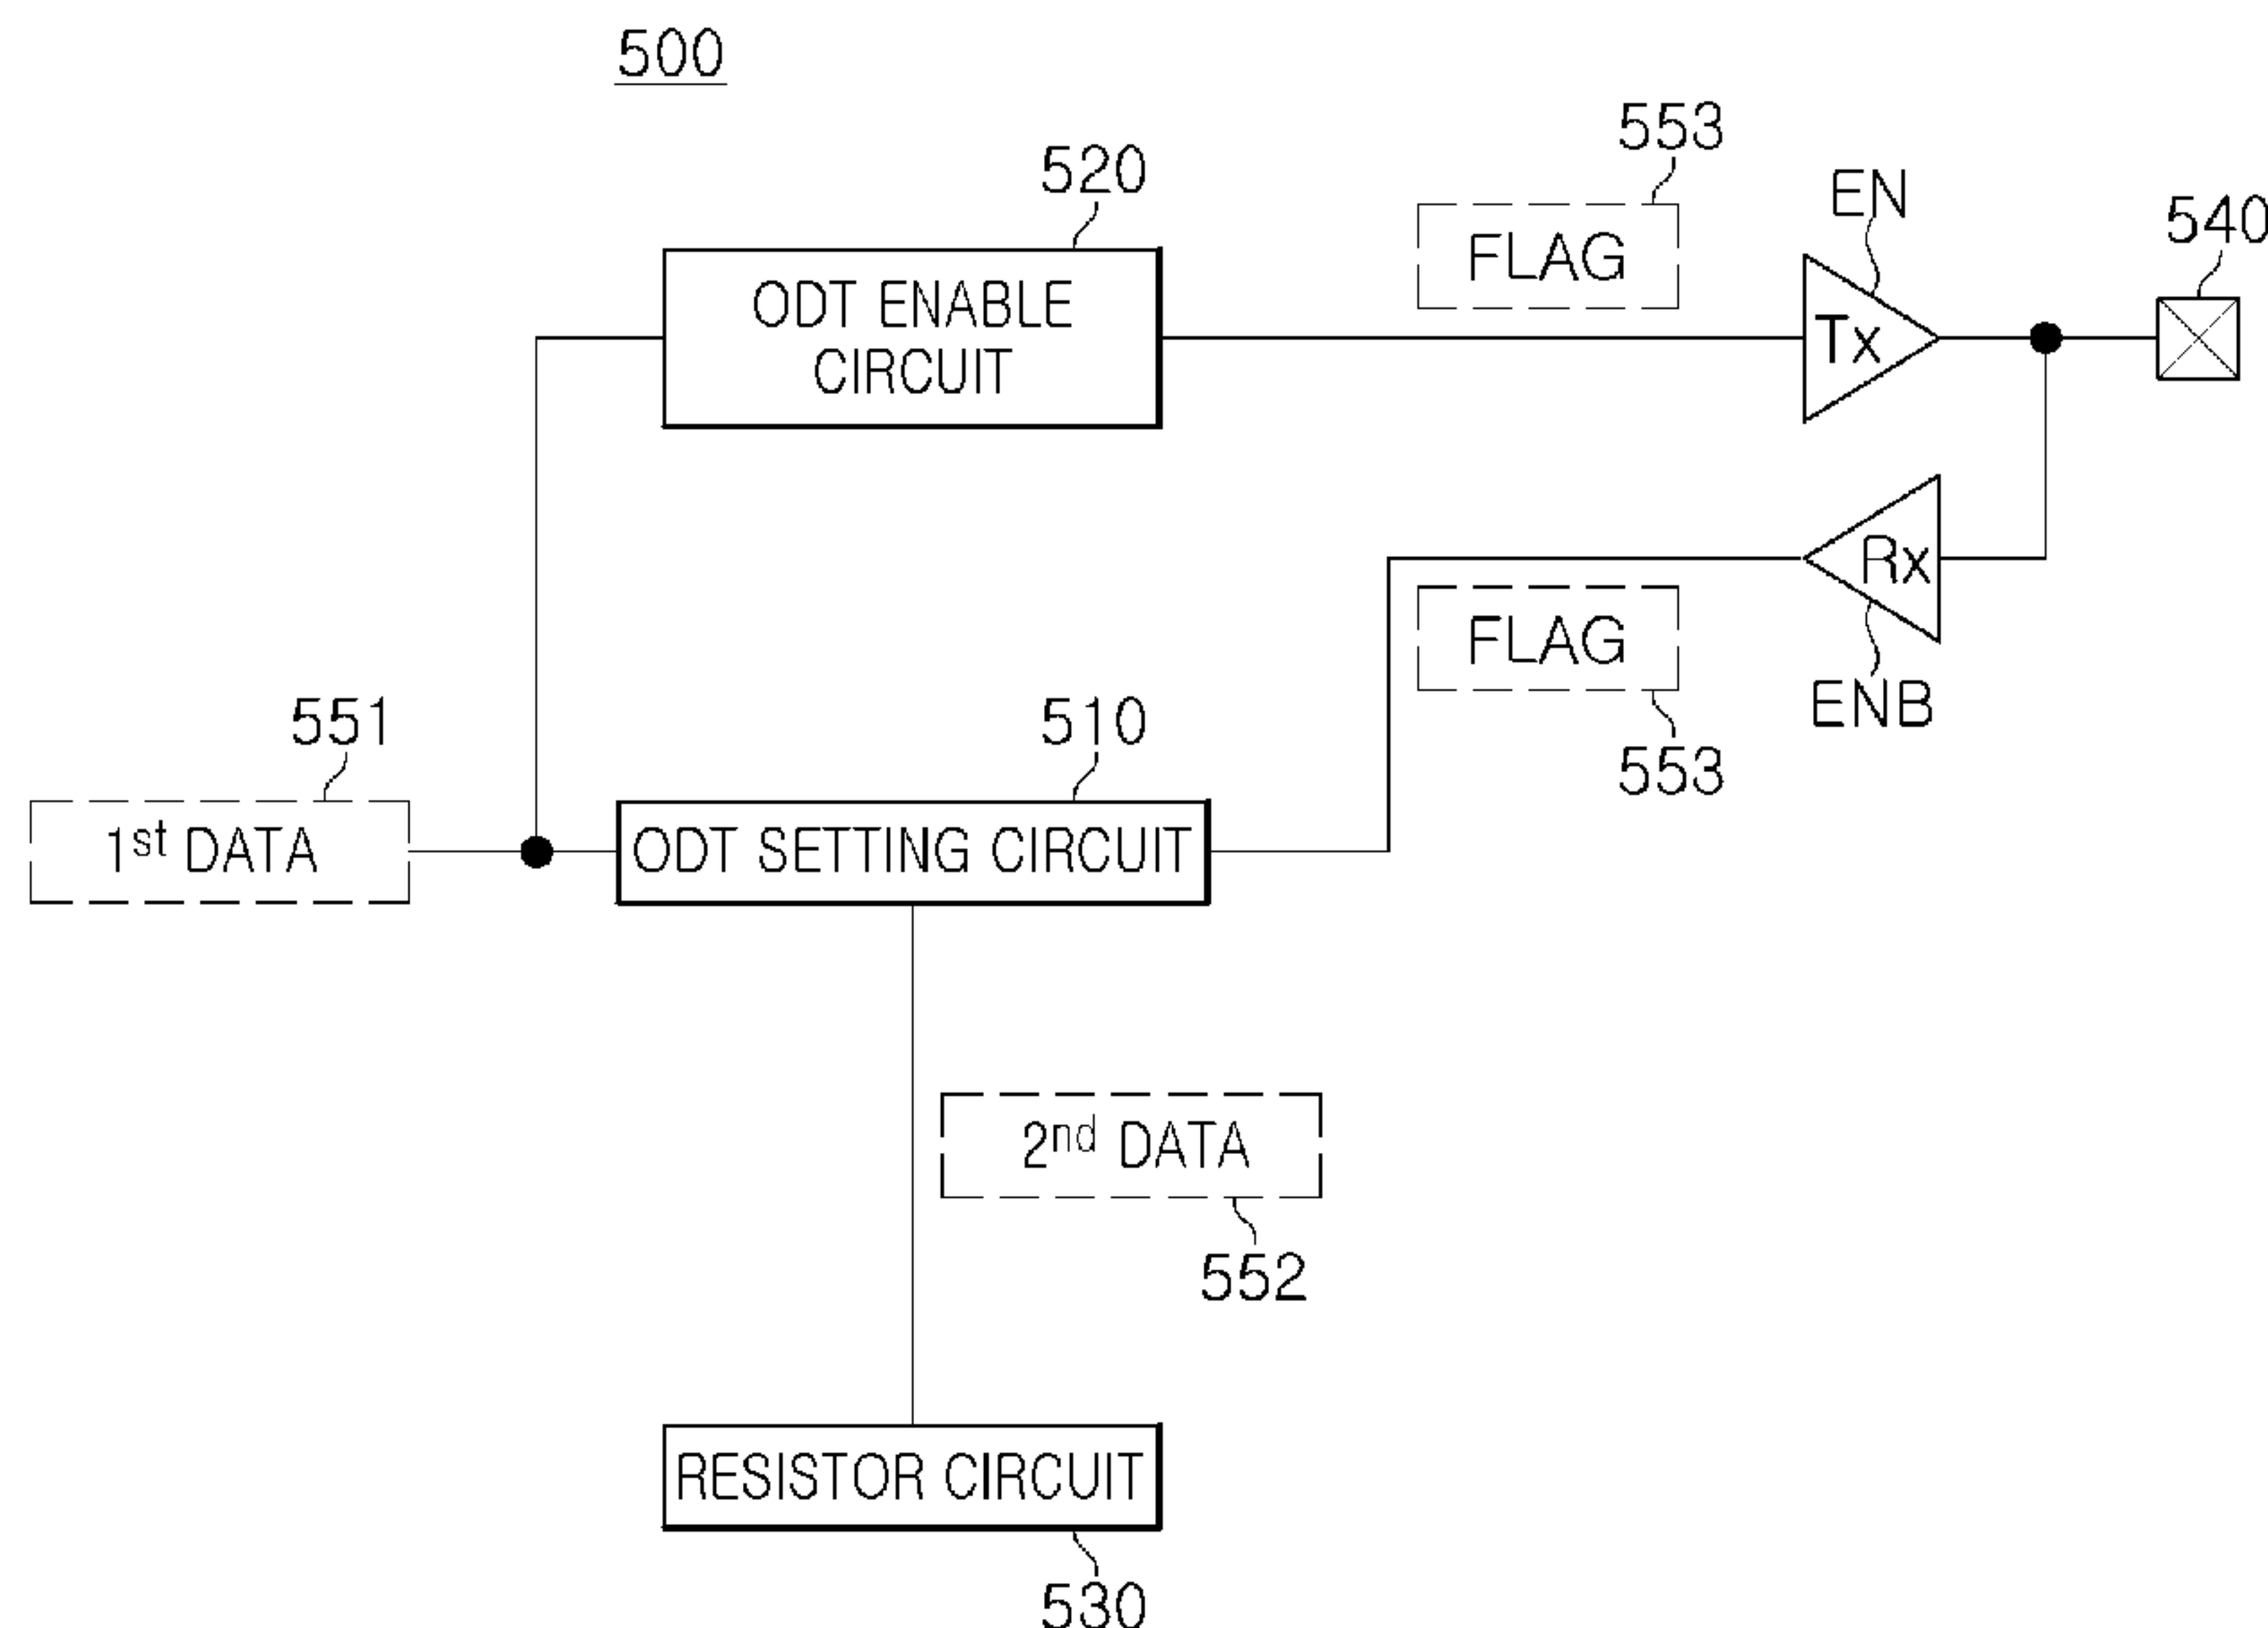 500
553
520
EN
540
FLAG
ODT ENABLE
CIRCUIT
Tx
Rx
FLAG
ENB
551
510
553
1st DATA
ODT SETTING CIRCUIT
2nd DATA
552
RESISTOR CIRCUIT
530